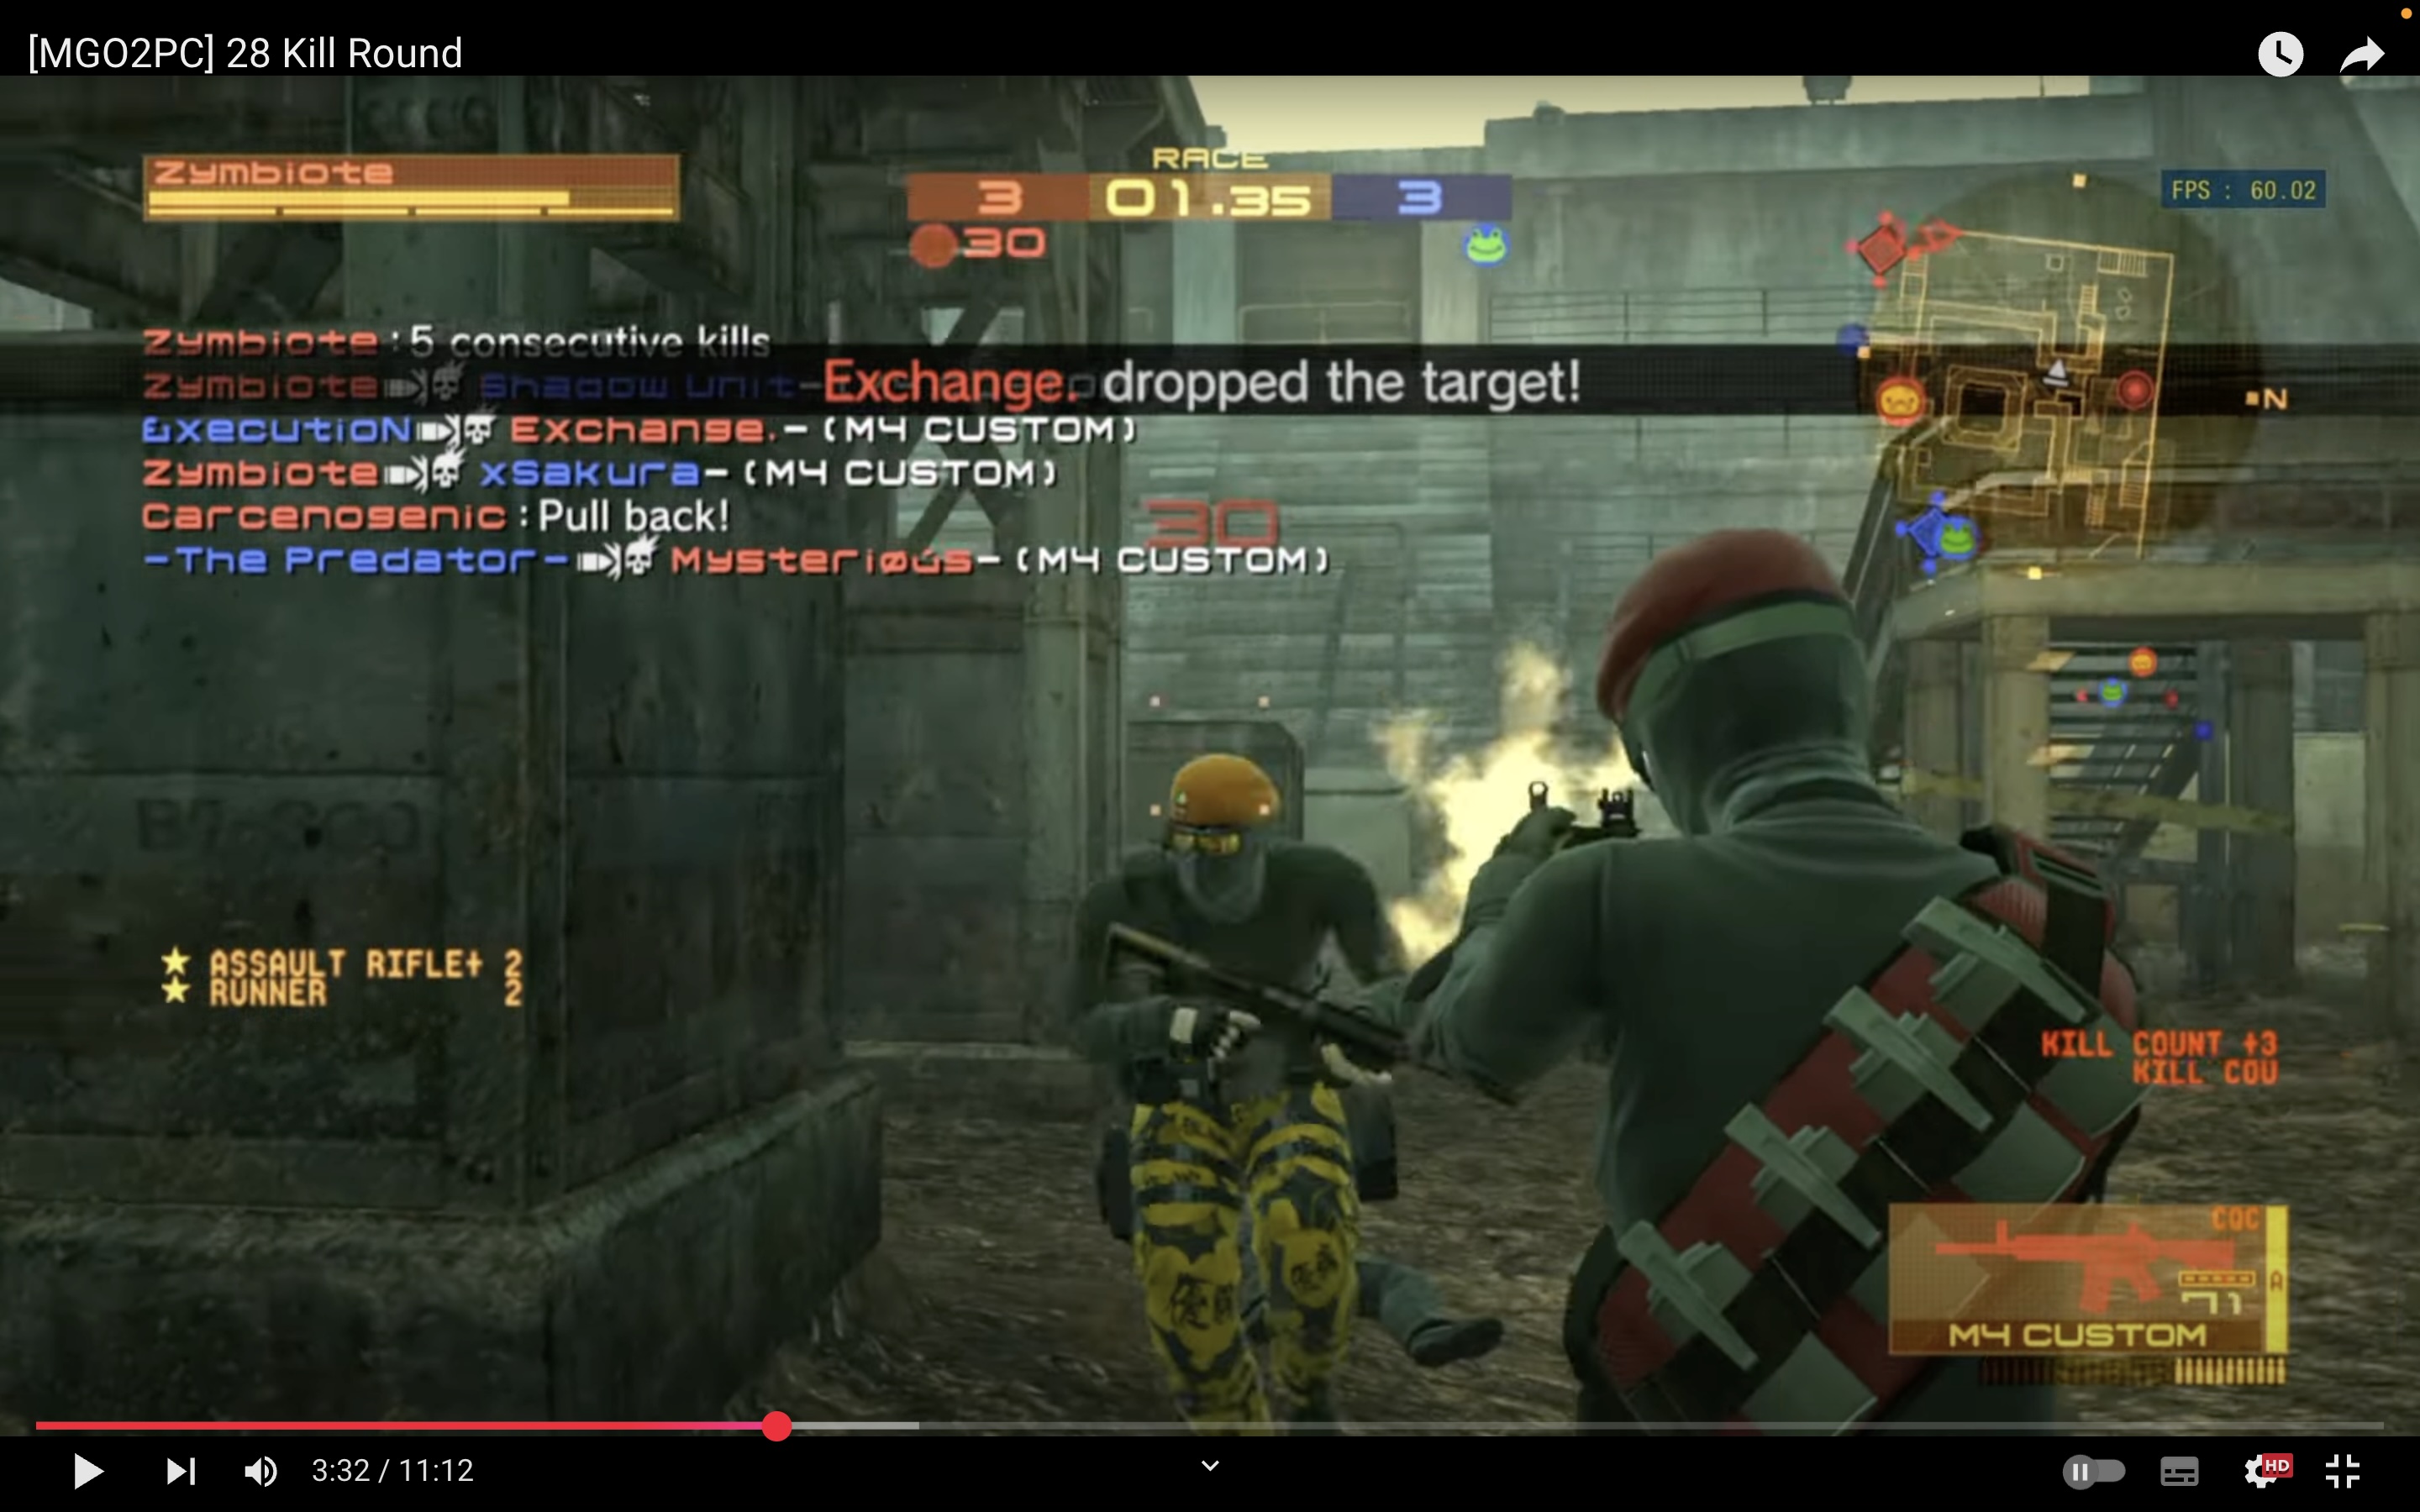 [MGO2PC] 28 Kill Round
Zymbiote
RACE
3 01.35 3
30
FPS : 60.02
N
Zymbiote : 5 consecutive kills
Zymbiote Shadow Unit-
Exchange. dropped the target!
ExecutioN Exchange.- (M4 CUSTOM)
Zymbiote xSakura- (M4 CUSTOM)
Carcenogenic : Pull back!
30
-The Predator- Mysteriøús- (M4 CUSTOM)
★ ASSAULT RIFLE+ 2
★ RUNNER 2
KILL COUNT +3
KILL COU
CQC
A
71
M4 CUSTOM
3:32 / 11:12
HD